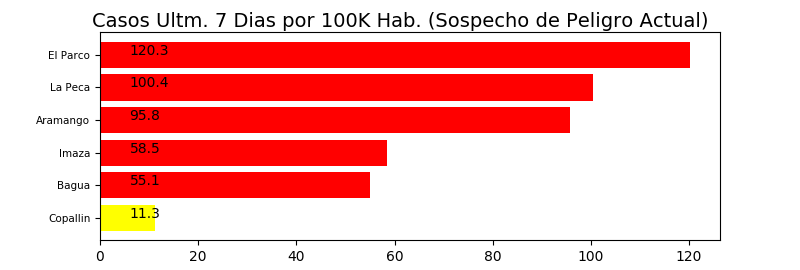 Casos Ultm. 7 Dias por 100K Hab. (Sospecho de Peligro Actual)
El Parco 120.3
La Peca 100.4
Aramango 95.8
Imaza 58.5
Bagua 55.1
Copallin 11.3
0 20 40 60 80 100 120